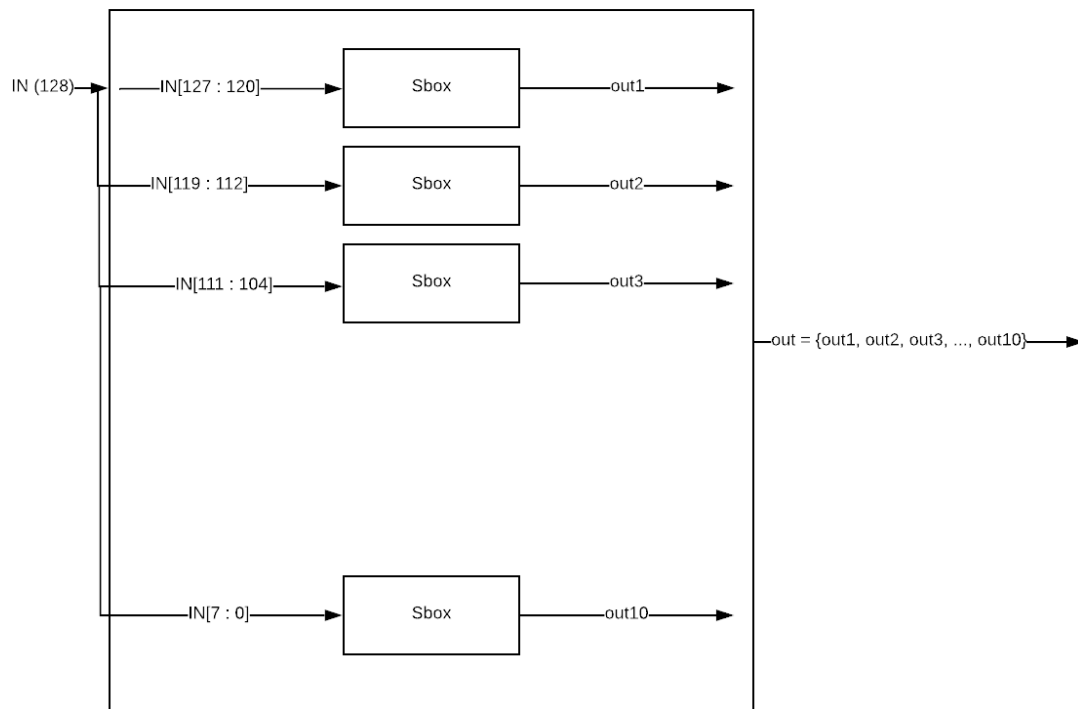 IN (128)
IN[127 : 120]
Sbox
out1
IN[119 : 112]
Sbox
out2
IN[111 : 104]
Sbox
out3
out = {out1, out2, out3, ..., out10}
IN[7 : 0]
Sbox
out10